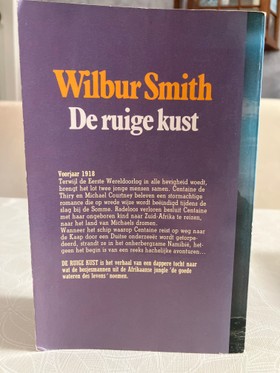 Wilbur Smith
De ruige kust
Voorjaar 1918
Terwijl de Eerste Wereldoorlog in alle hevigheid woedt,
brengt het lot twee jonge mensen samen. Centaine de
Thiry en Michael Courtney beleven een stormachtige
romance die op wrede wijze wordt beëindigd tijdens de
slag bij de Somme. Radeloos verloren besluit Centaine
met haar ongeboren kind naar Zuid-Afrika te reizen,
naar het land van Michaels dromen.
Wanneer het schip waarop Centaine reist op weg naar
de Kaap door een Duitse onderzeeër wordt getorpe-
deerd, strandt ze in het onherbergzame Namibië, het-
geen het begin is van een reeks hachelijke avonturen...
DE RUIGE KUST is het verhaal van een dappere tocht naar
wat de bosjesmannen uit de Afrikaanse jungle 'de goede
wateren des levens' noemen.